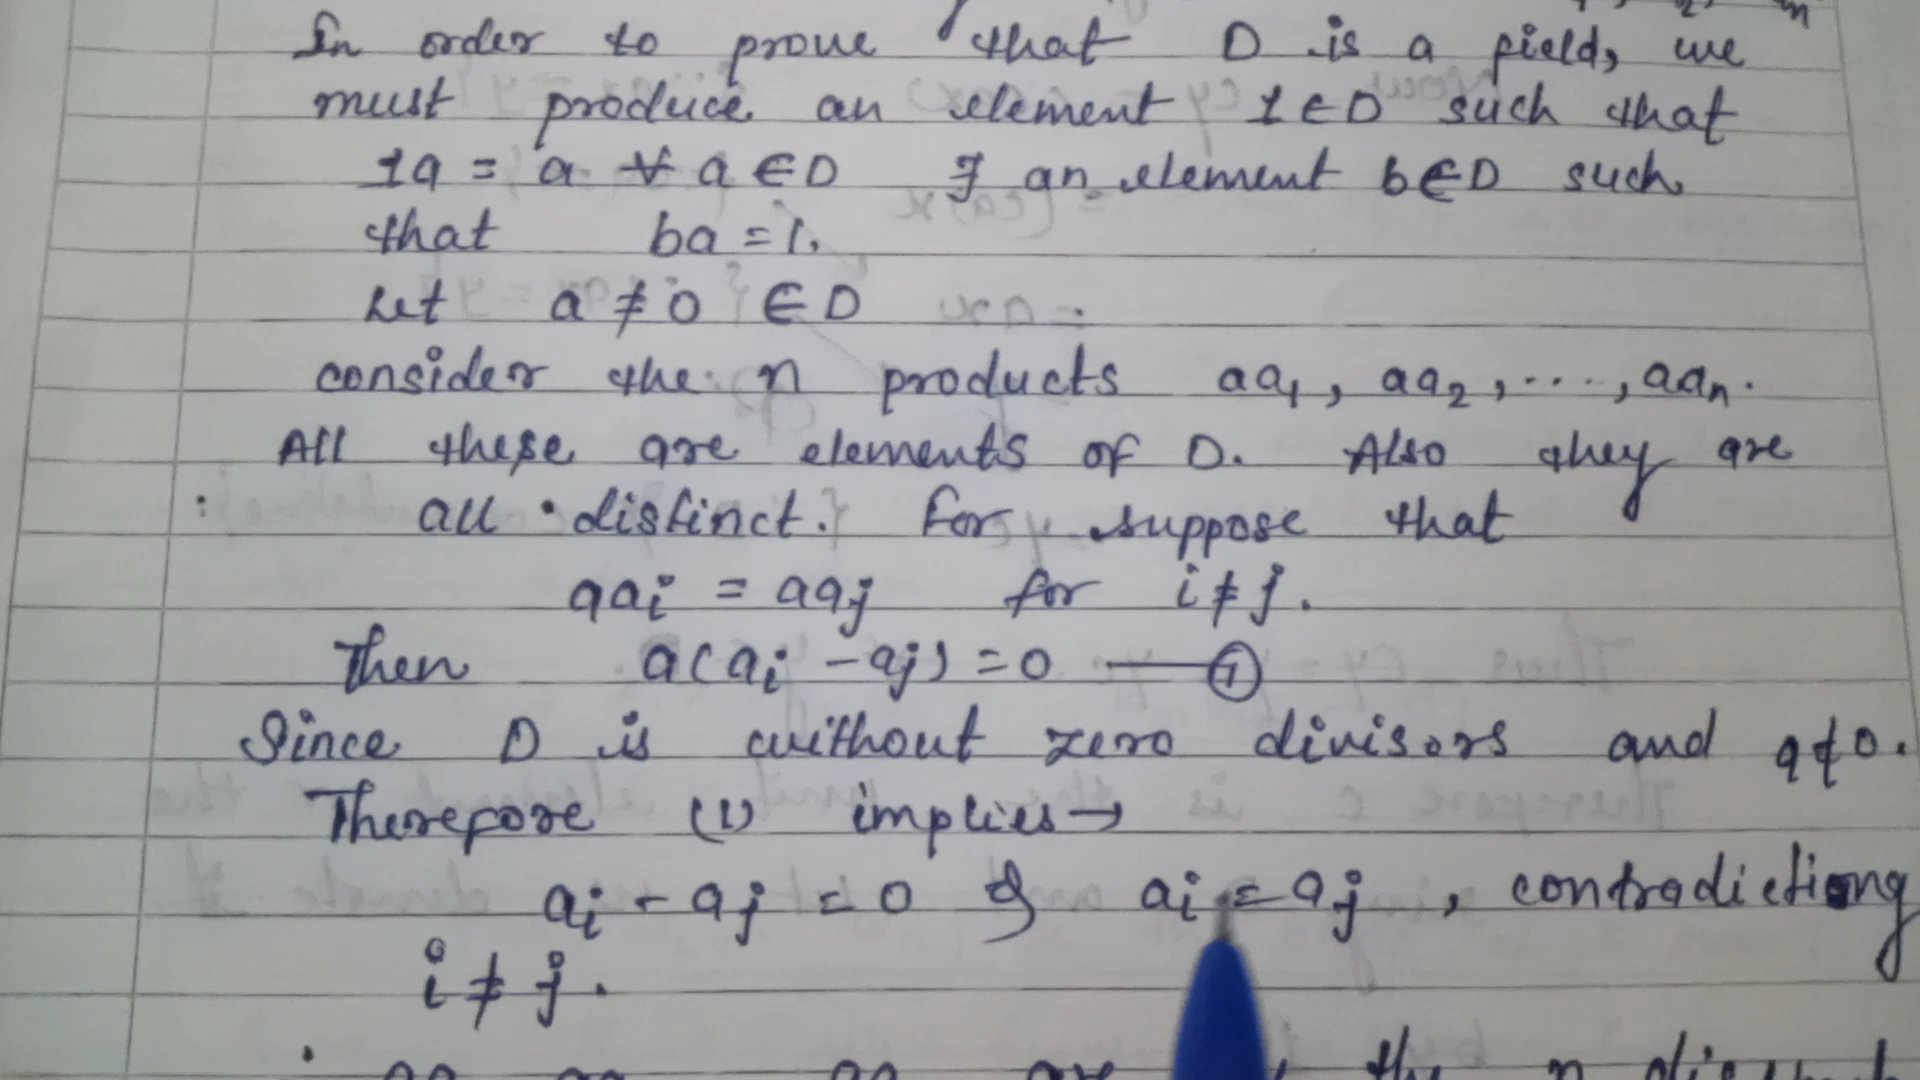 In order to prove that D is a field, we
must produce an element 1∈D such that
1a = a ∀ a ∈ D ∃ an element b∈D such
that ba = 1.
Let a ≠ 0 ∈ D
consider the n products aa₁, aa₂, ...., aaₙ.
All these are elements of D. Also they are
all distinct. For suppose that
aaᵢ = aaⱼ for i ≠ j.
Then a(aᵢ - aⱼ) = 0 — ①
Since D is without zero divisors and a≠0.
Therefore (1) implies →
aᵢ - aⱼ = 0 & aᵢ = aⱼ, contradictiong
i ≠ j.